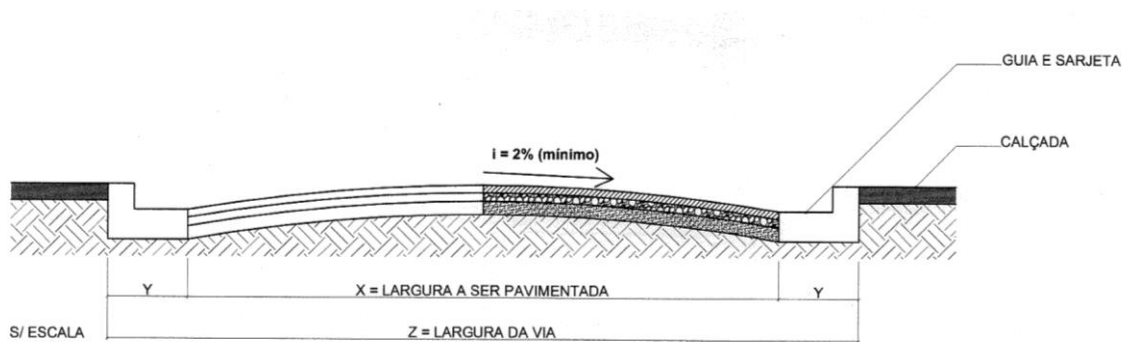 GUIA E SARJETA
CALÇADA
i = 2% (mínimo)
Y
X = LARGURA A SER PAVIMENTADA
Y
S/ ESCALA
Z = LARGURA DA VIA